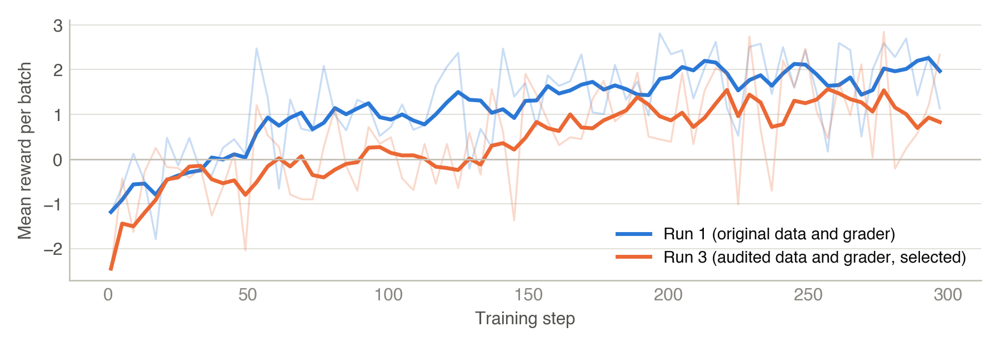 Mean reward per batch
3
2
1
0
−1
−2
Run 1 (original data and grader)
Run 3 (audited data and grader, selected)
0 50 100 150 200 250 300
Training step